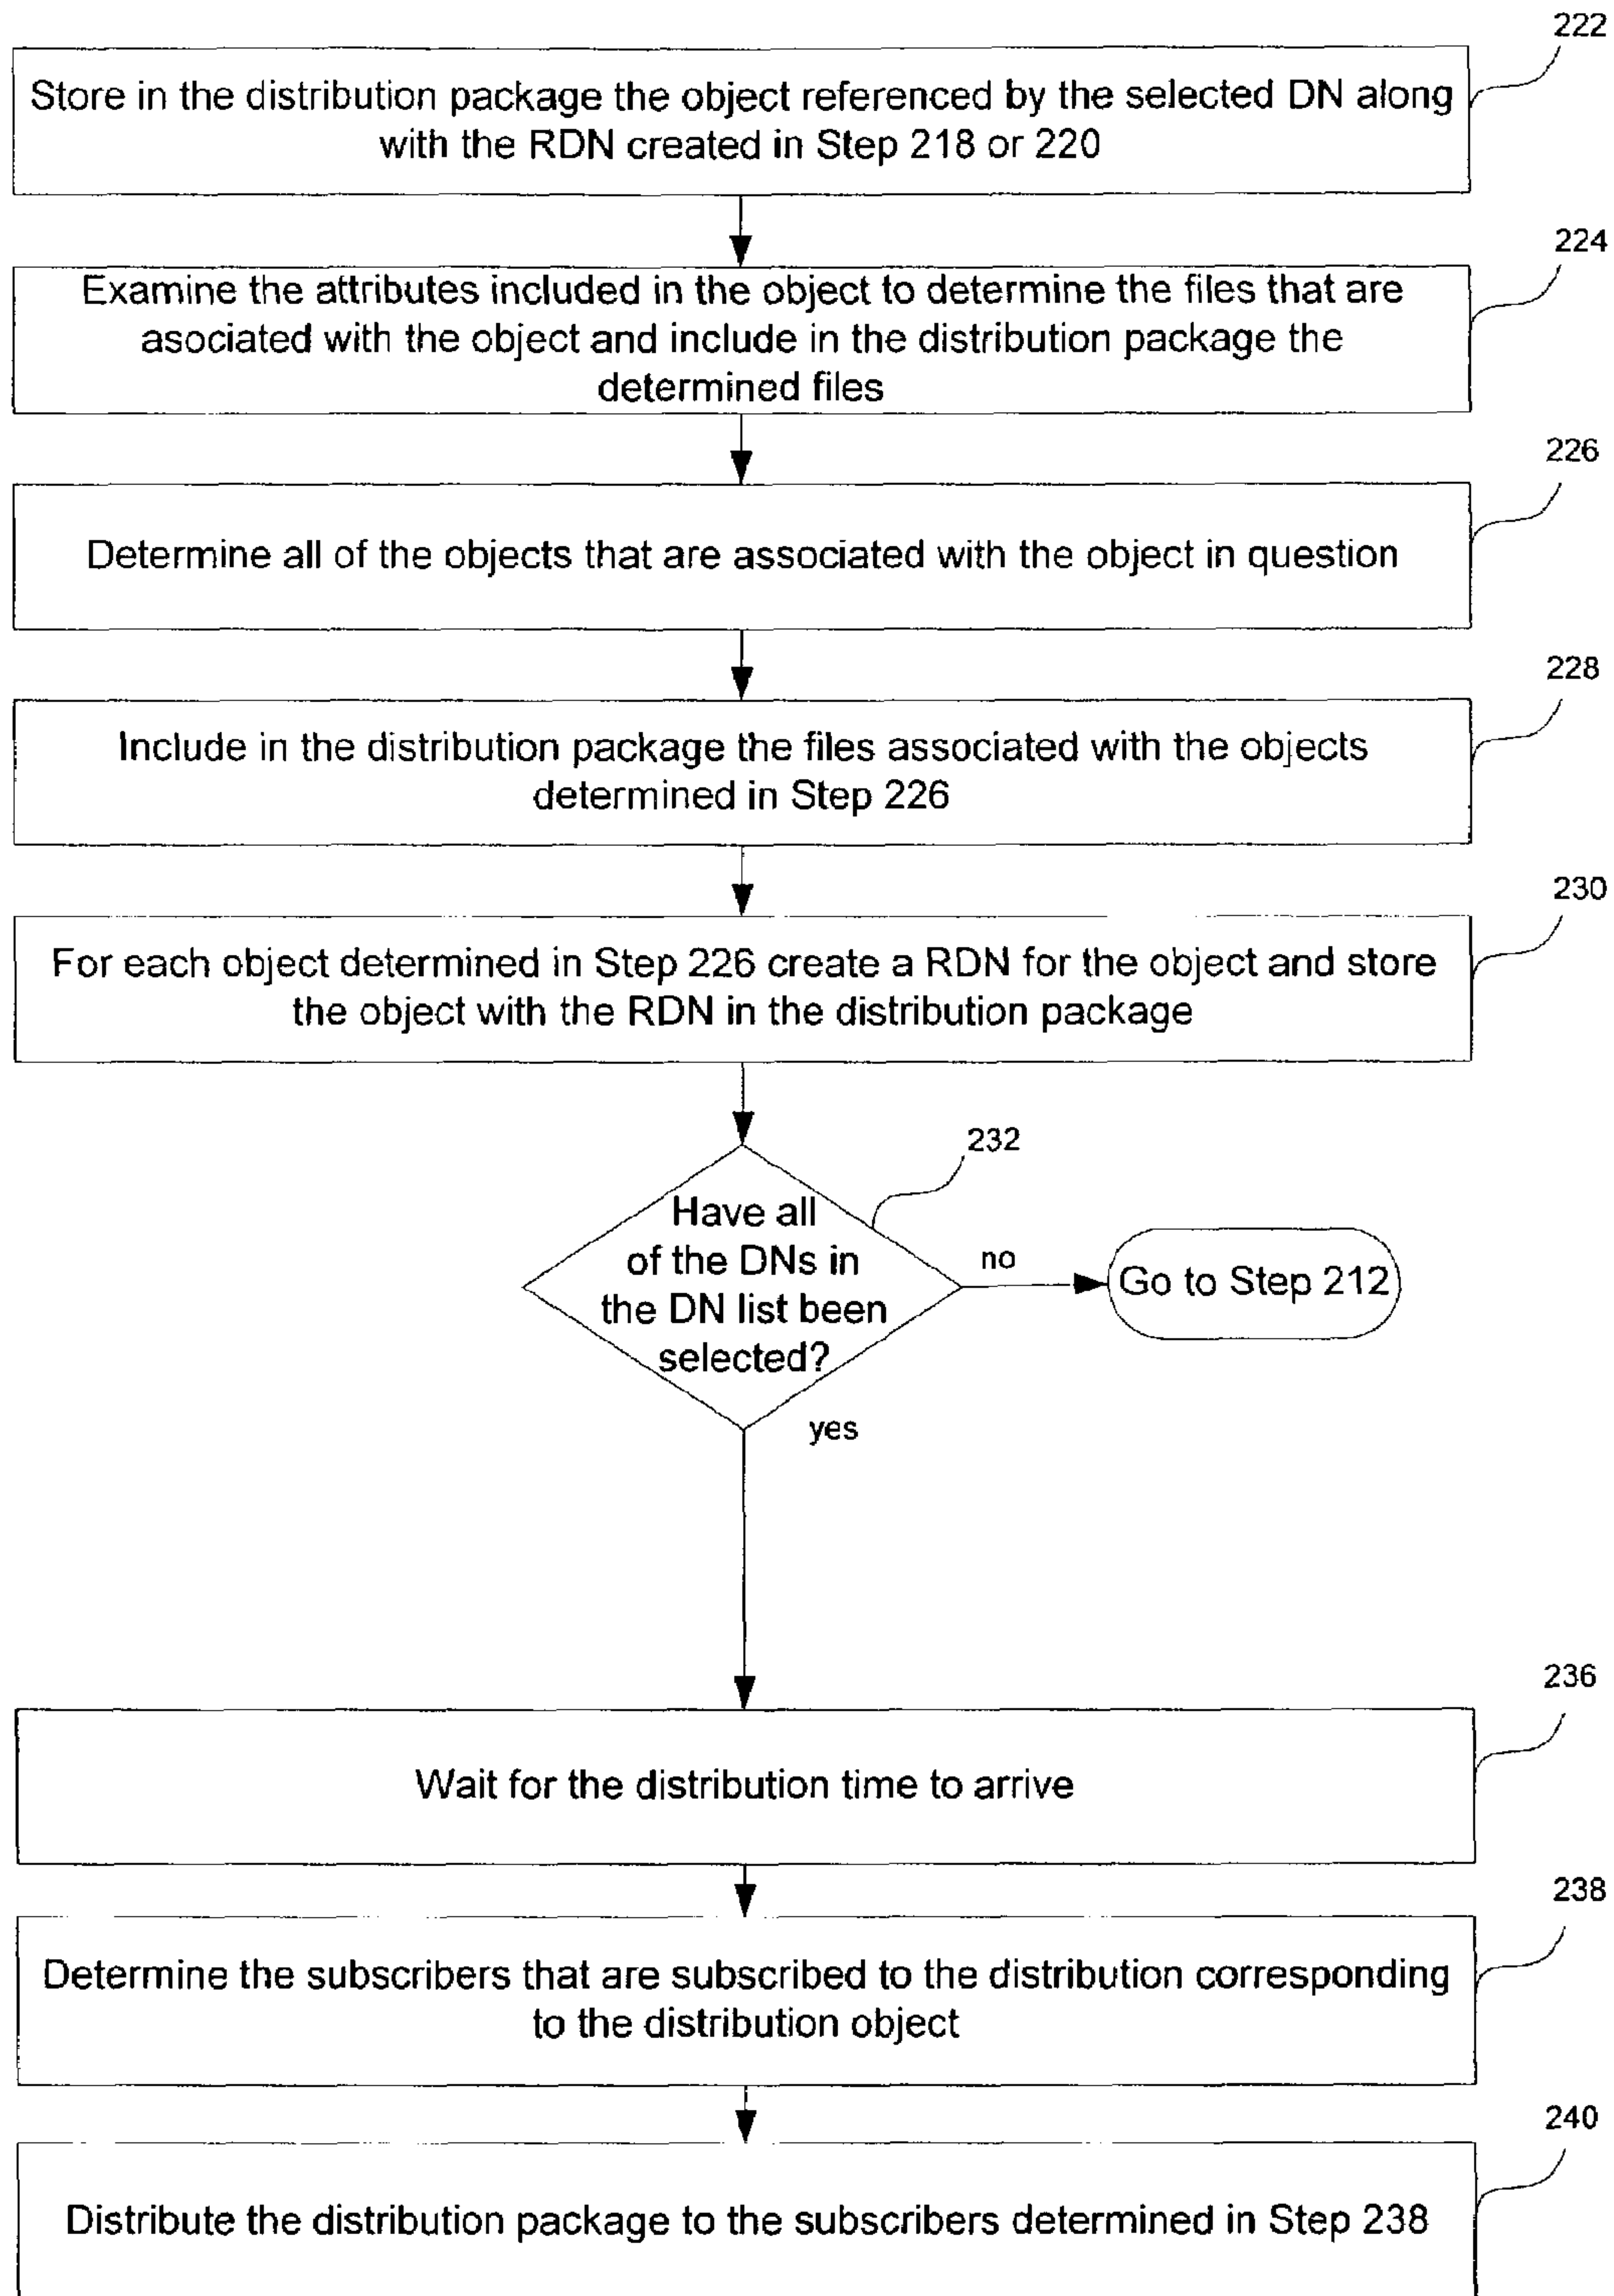 222
Store in the distribution package the object referenced by the selected DN along
with the RDN created in Step 218 or 220
224
Examine the attributes included in the object to determine the files that are
asociated with the object and include in the distribution package the
determined files
226
Determine all of the objects that are associated with the object in question
228
Include in the distribution package the files associated with the objects
determined in Step 226
230
For each object determined in Step 226 create a RDN for the object and store
the object with the RDN in the distribution package
232
Have all
of the DNs in
the DN list been
selected?
no
Go to Step 212
yes
236
Wait for the distribution time to arrive
238
Determine the subscribers that are subscribed to the distribution corresponding
to the distribution object
240
Distribute the distribution package to the subscribers determined in Step 238